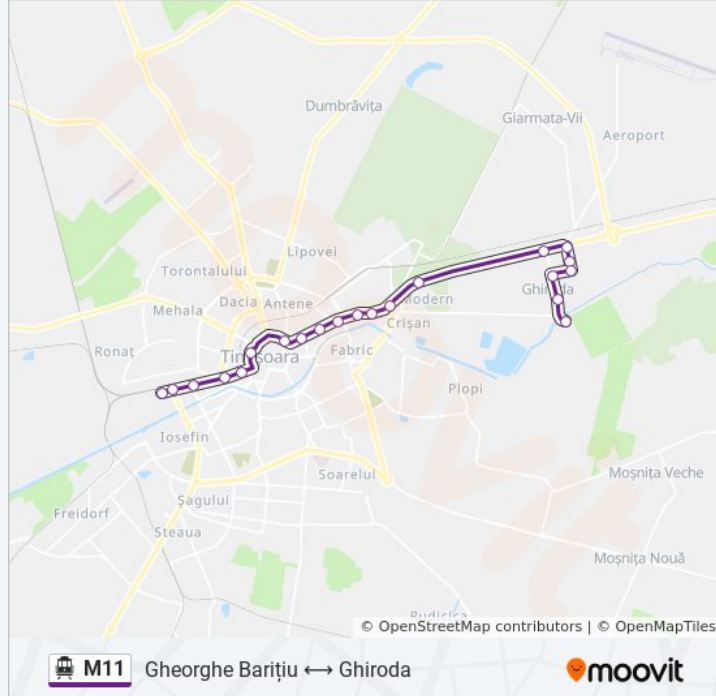 Dumbrăvița
Giarmata-Vii
Aeroport
Lipovei
Torontalului
Dacia
Antene
Mehala
Modern
Ghiroda
Crișan
Ronaț
Timișoara
Fabric
Plopi
Iosefin
Soarelui
Moșnița Veche
Șagului
Freidorf
Steaua
Moșnița Nouă
© OpenStreetMap contributors | © OpenMapTiles
M11 Gheorghe Barițiu ⟷ Ghiroda
moovit